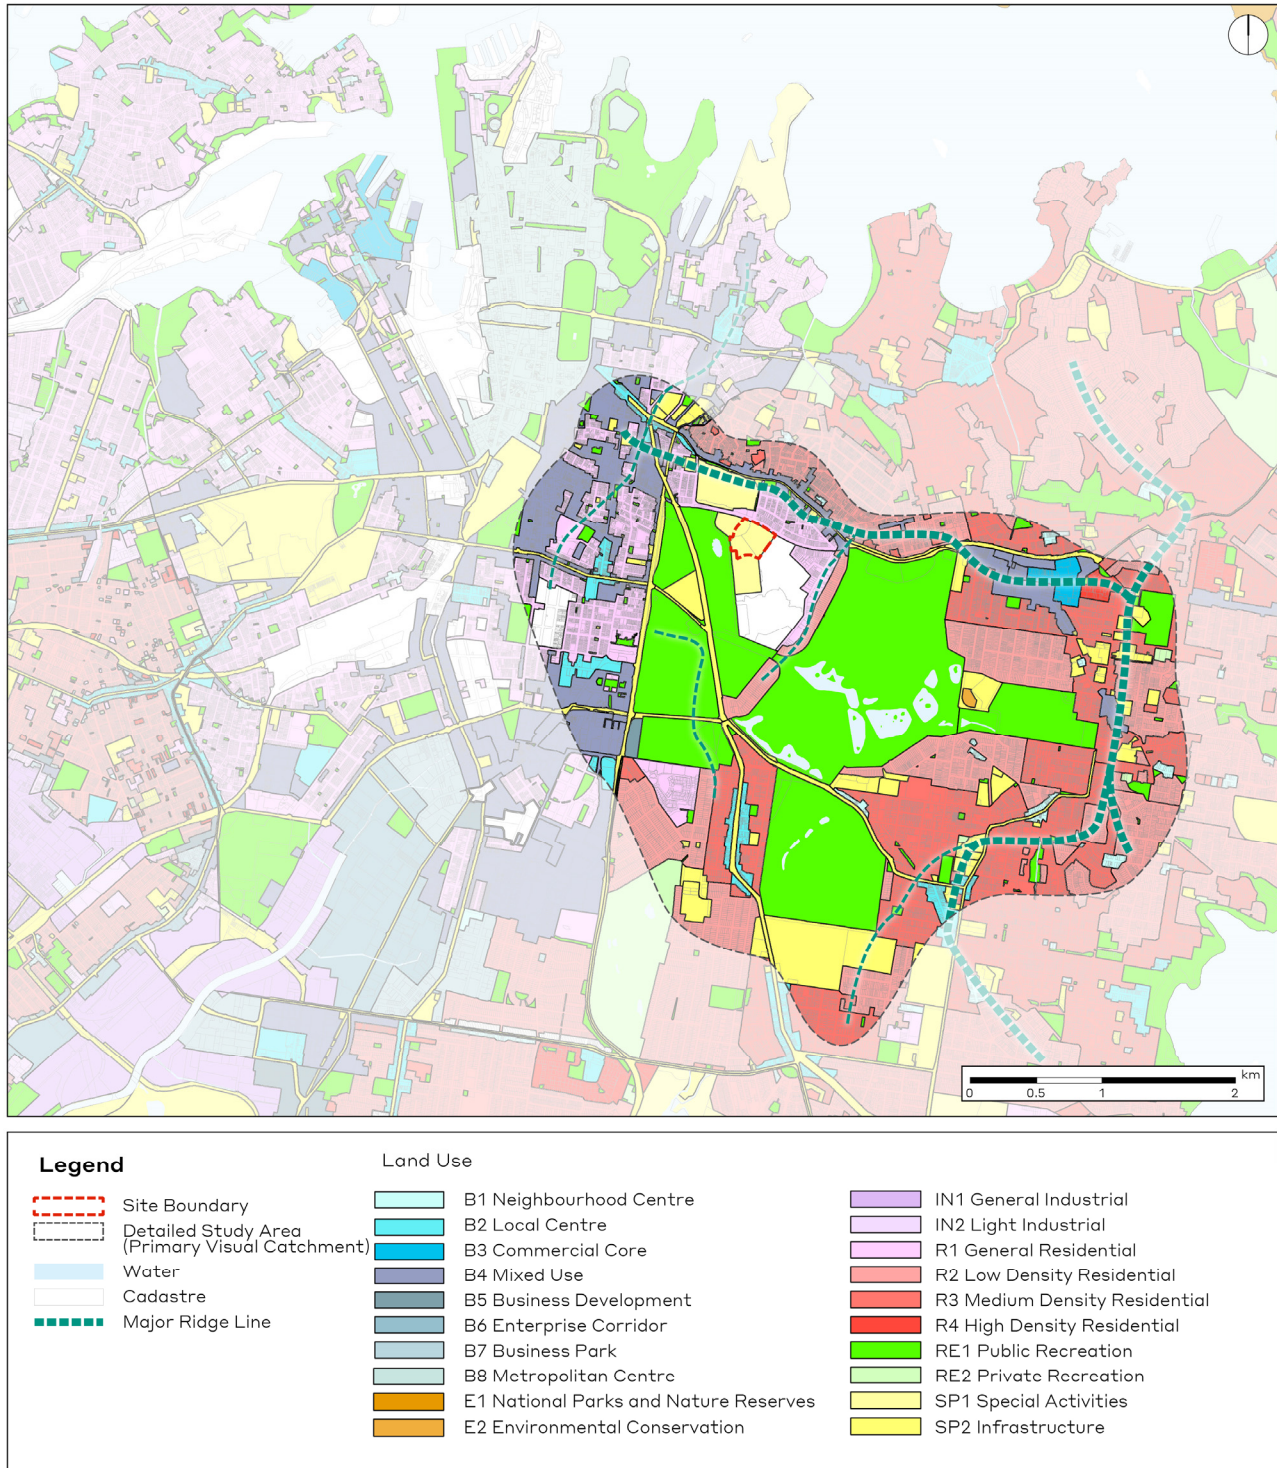 km
0 0.5 1 2
Legend
Site Boundary
Detailed Study Area
(Primary Visual Catchment)
Water
Cadastre
Major Ridge Line
Land Use
B1 Neighbourhood Centre
B2 Local Centre
B3 Commercial Core
B4 Mixed Use
B5 Business Development
B6 Enterprise Corridor
B7 Business Park
B8 Metropolitan Centre
E1 National Parks and Nature Reserves
E2 Environmental Conservation
IN1 General Industrial
IN2 Light Industrial
R1 General Residential
R2 Low Density Residential
R3 Medium Density Residential
R4 High Density Residential
RE1 Public Recreation
RE2 Private Recreation
SP1 Special Activities
SP2 Infrastructure